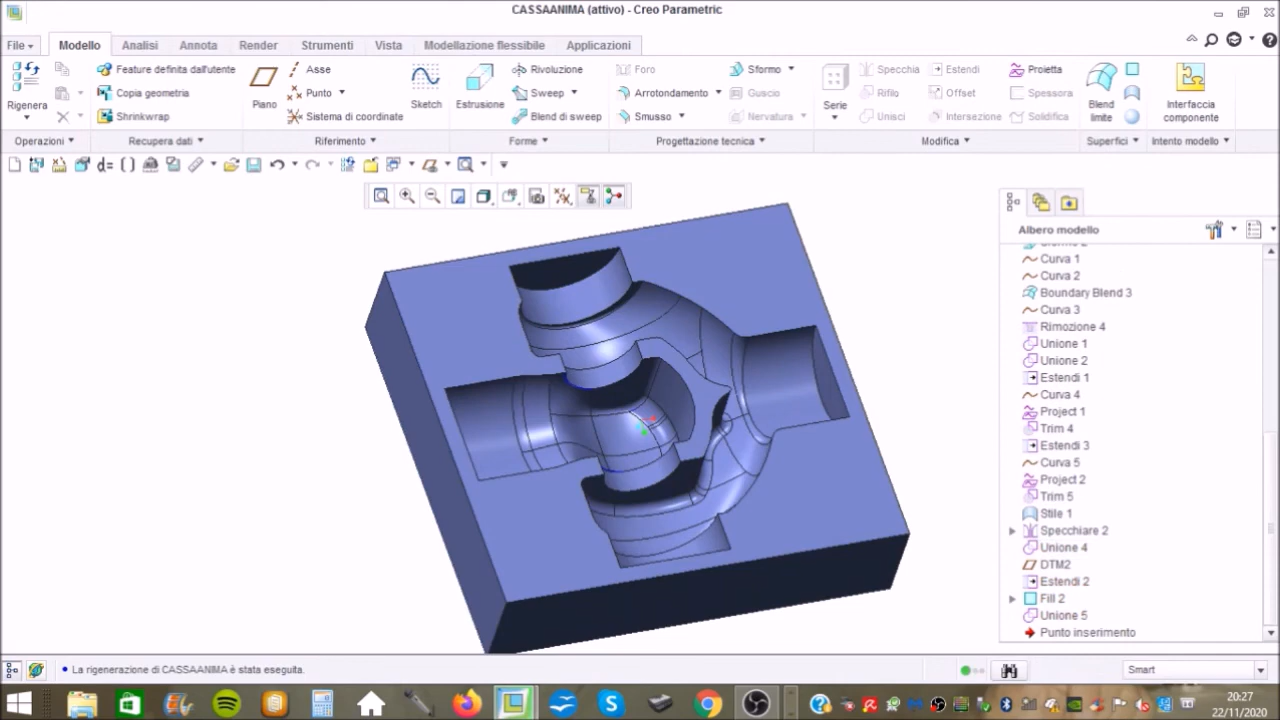 CASSAANIMA (attivo) - Creo Parametric
File
Modello
Analisi
Annota
Render
Strumenti
Vista
Modellazione flessibile
Applicazioni
Rigenera
Feature definita dall'utente
Copia geometria
Shrinkwrap
Piano
Asse
Punto
Sistema di coordinate
Sketch
Estrusione
Rivoluzione
Sweep
Blend di sweep
Foro
Arrotondamento
Smusso
Sformo
Guscio
Nervatura
Serie
Specchia
Rifilo
Unisci
Estendi
Offset
Intersezione
Proietta
Spessora
Solidifica
Blend
limite
Interfaccia
componente
Operazioni
Recupera dati
Riferimento
Forme
Progettazione tecnica
Modifica
Superfici
Intento modello
d=
Albero modello
Curva 1
Curva 2
Boundary Blend 3
Curva 3
Rimozione 4
Unione 1
Unione 2
Estendi 1
Curva 4
Project 1
Trim 4
Estendi 3
Curva 5
Project 2
Trim 5
Stile 1
Specchiare 2
Unione 4
DTM2
Estendi 2
Fill 2
Unione 5
Punto inserimento
• La rigenerazione di CASSAANIMA è stata eseguita.
Smart
20:27
22/11/2020